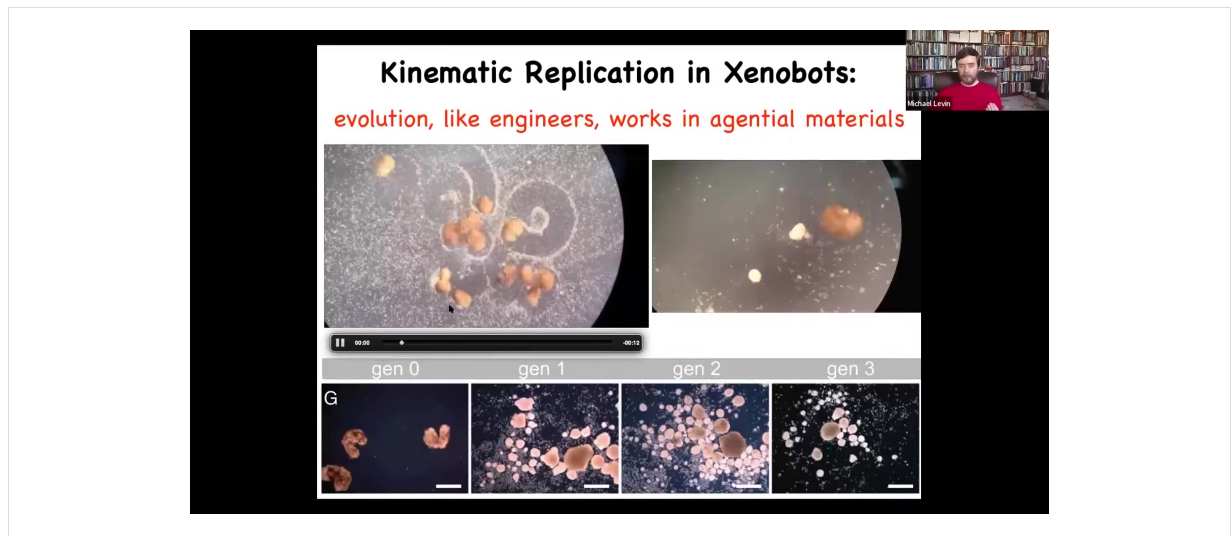 Kinematic Replication in Xenobots:
Michael Levin
evolution, like engineers, works in agential materials
00:00
-00:12
gen 0
gen 1
gen 2
gen 3
G